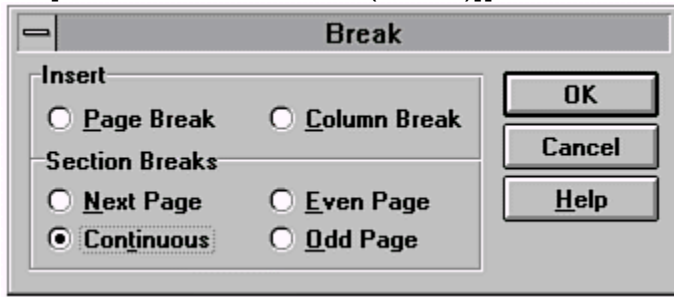 Break
Insert
Page Break
Column Break
OK
Cancel
Section Breaks
Next Page
Even Page
Help
Continuous
Odd Page